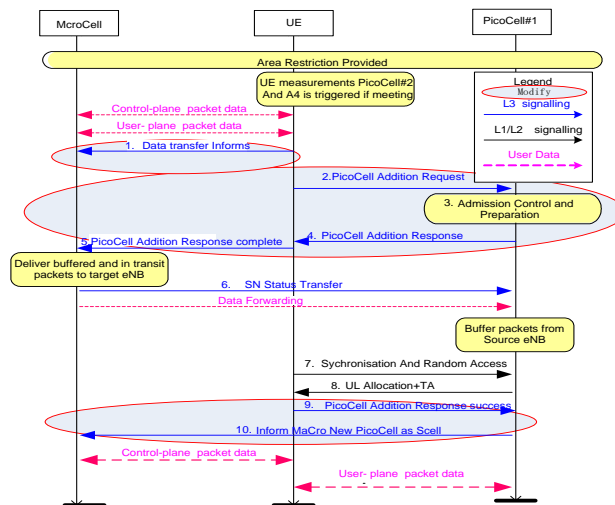 McroCell
UE
PicoCell#1
Area Restriction Provided
UE measurements PicoCell#2
And A4 is triggered if meeting
Legend
Modify
L3 signalling
L1/L2 signalling
User Data
Control-plane packet data
User- plane packet data
1. Data transfer Informs
2.PicoCell Addition Request
3. Admission Control and
Preparation
4. PicoCell Addition Response
5.PicoCell Addition Response complete
Deliver buffered and in transit
packets to target eNB
6. SN Status Transfer
Data Forwarding
Buffer packets from
Source eNB
7. Sychronisation And Random Access
8. UL Allocation+TA
9. PicoCell Addition Response success
10. Inform MaCro New PicoCell as Scell
Control-plane packet data
User- plane packet data